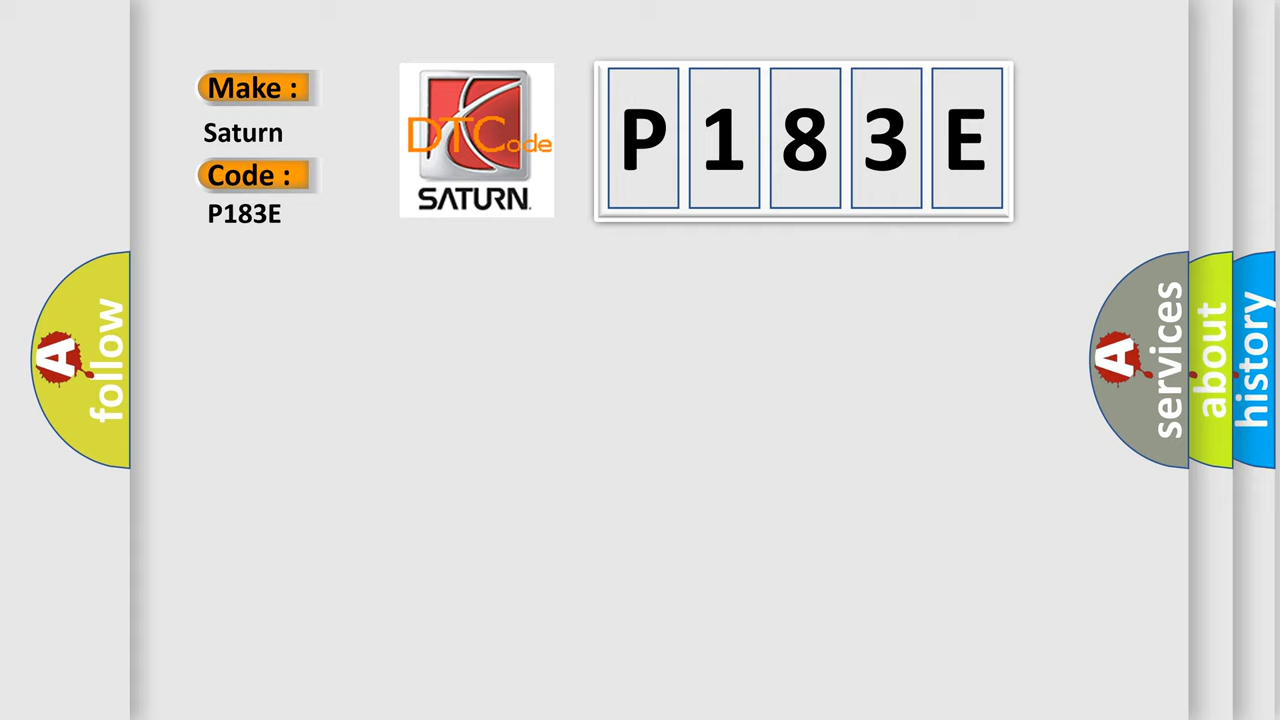 Make :
Saturn
Code :
P183E
DTCode
SATURN.
P 1 8 3 E
A follow
A services
about
history